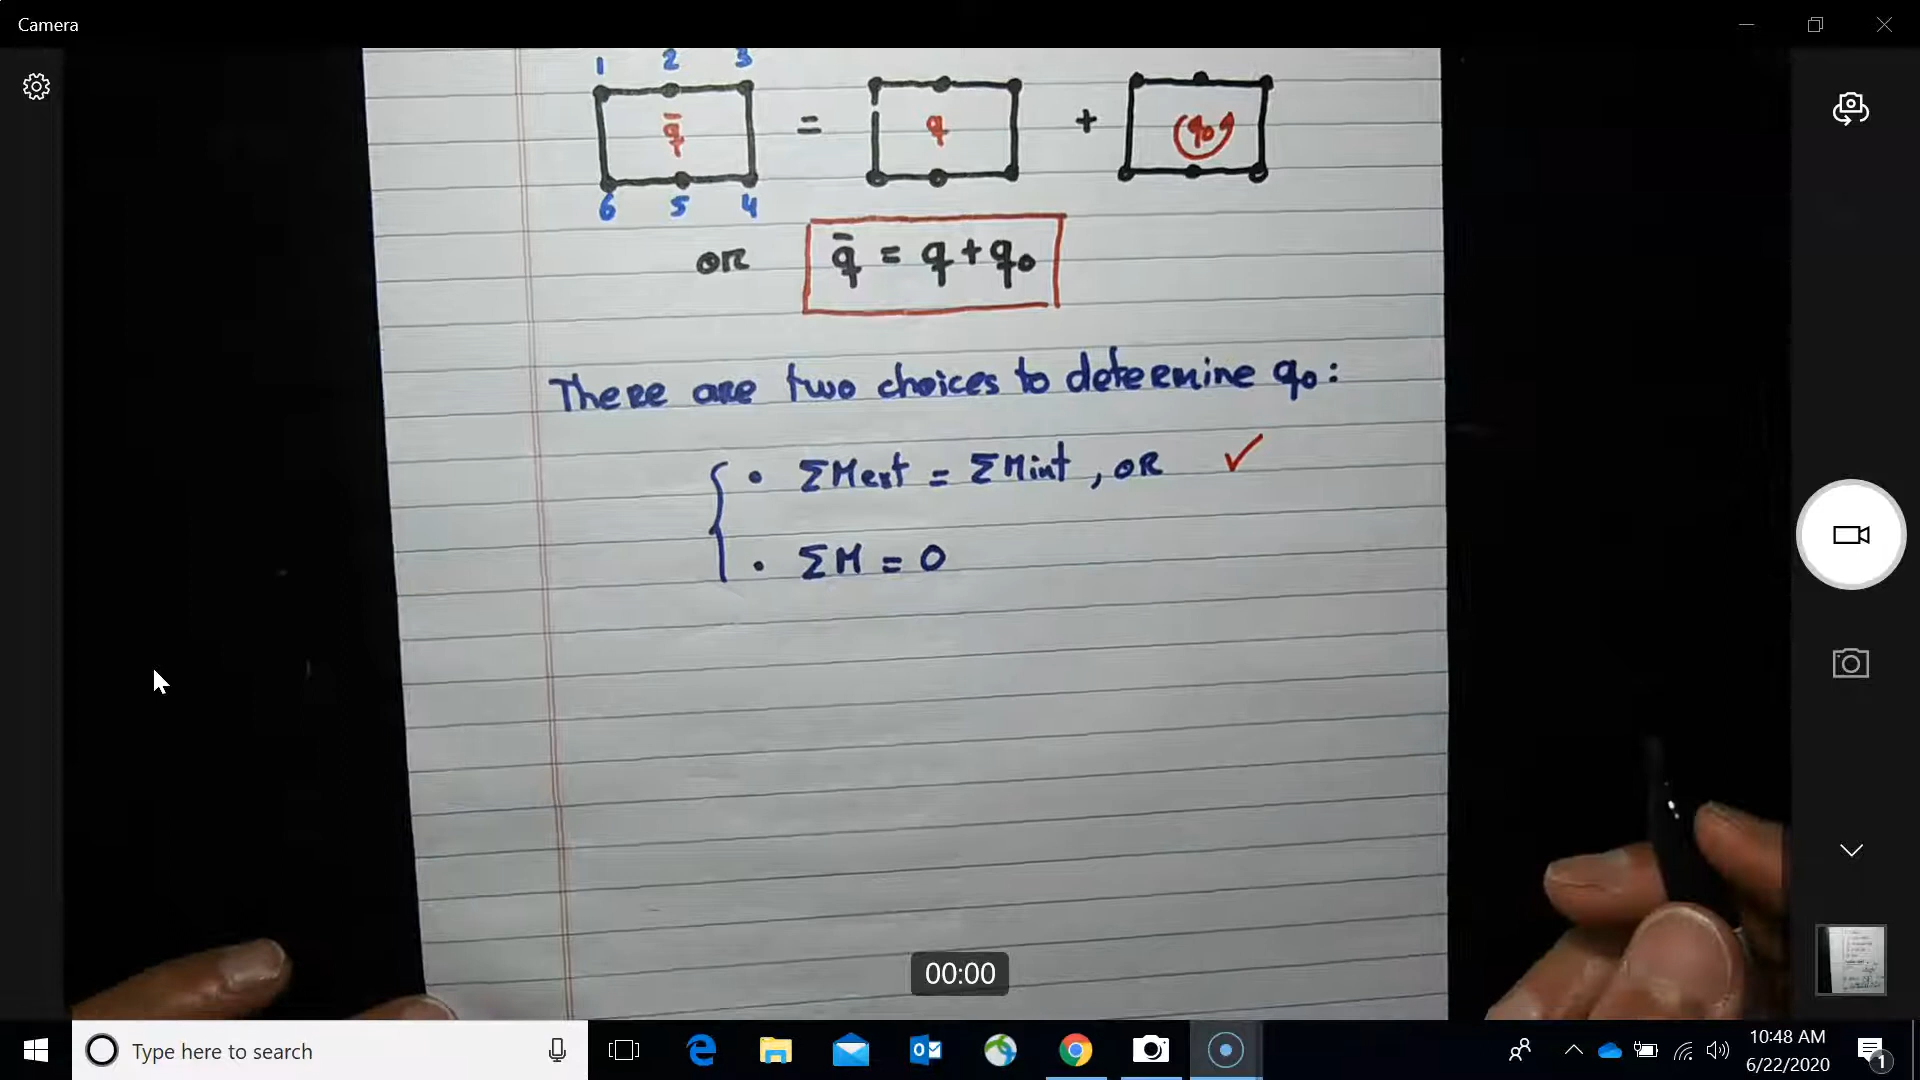 Camera
1 2 3
q̄ = q + q₀
6 5 4
OR q̄ = q + q₀
There are two choices to determine q₀:
• ΣMext = ΣMint, OR ✓
• ΣM = 0
00:00
Type here to search
10:48 AM
6/22/2020
1